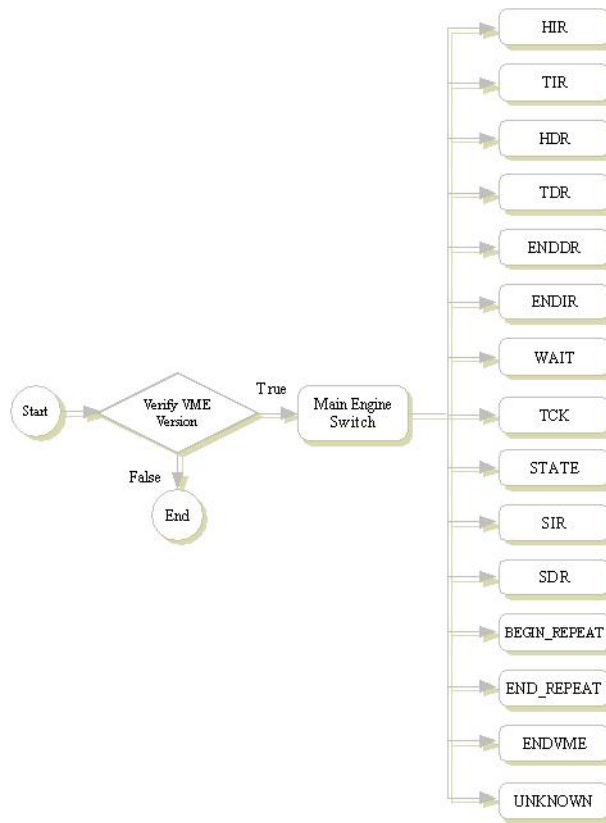 HIR
TIR
HDR
TDR
ENDDR
ENDIR
WAIT
Start
Verify VME
Version
True
False
End
Main Engine
Switch
TCK
STATE
SIR
SDR
BEGIN_REPEAT
END_REPEAT
ENDVME
UNKNOWN